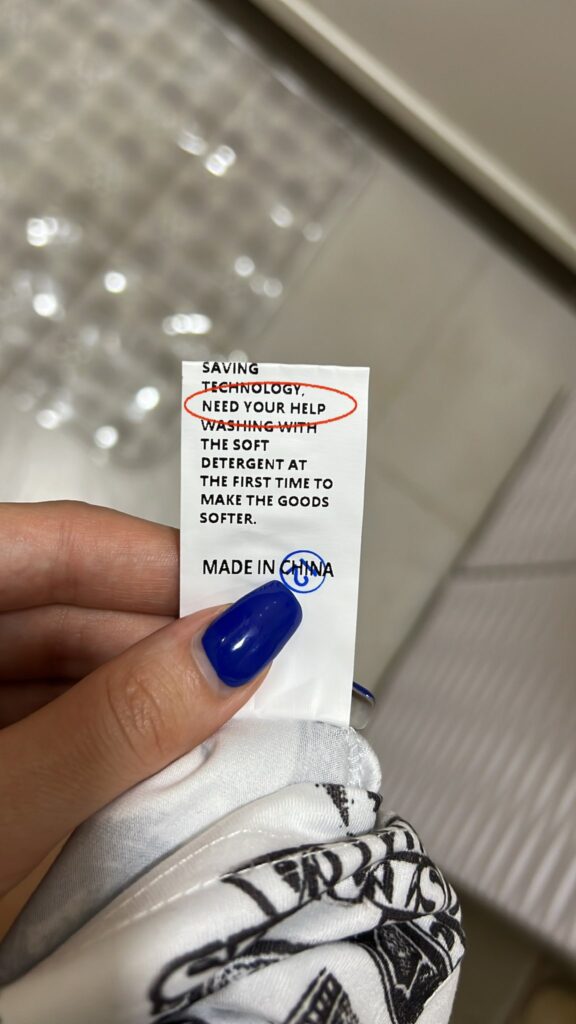 SAVING
TECHNOLOGY,
NEED YOUR HELP
WASHING WITH
THE SOFT
DETERGENT AT
THE FIRST TIME TO
MAKE THE GOODS
SOFTER.
MADE IN CHINA